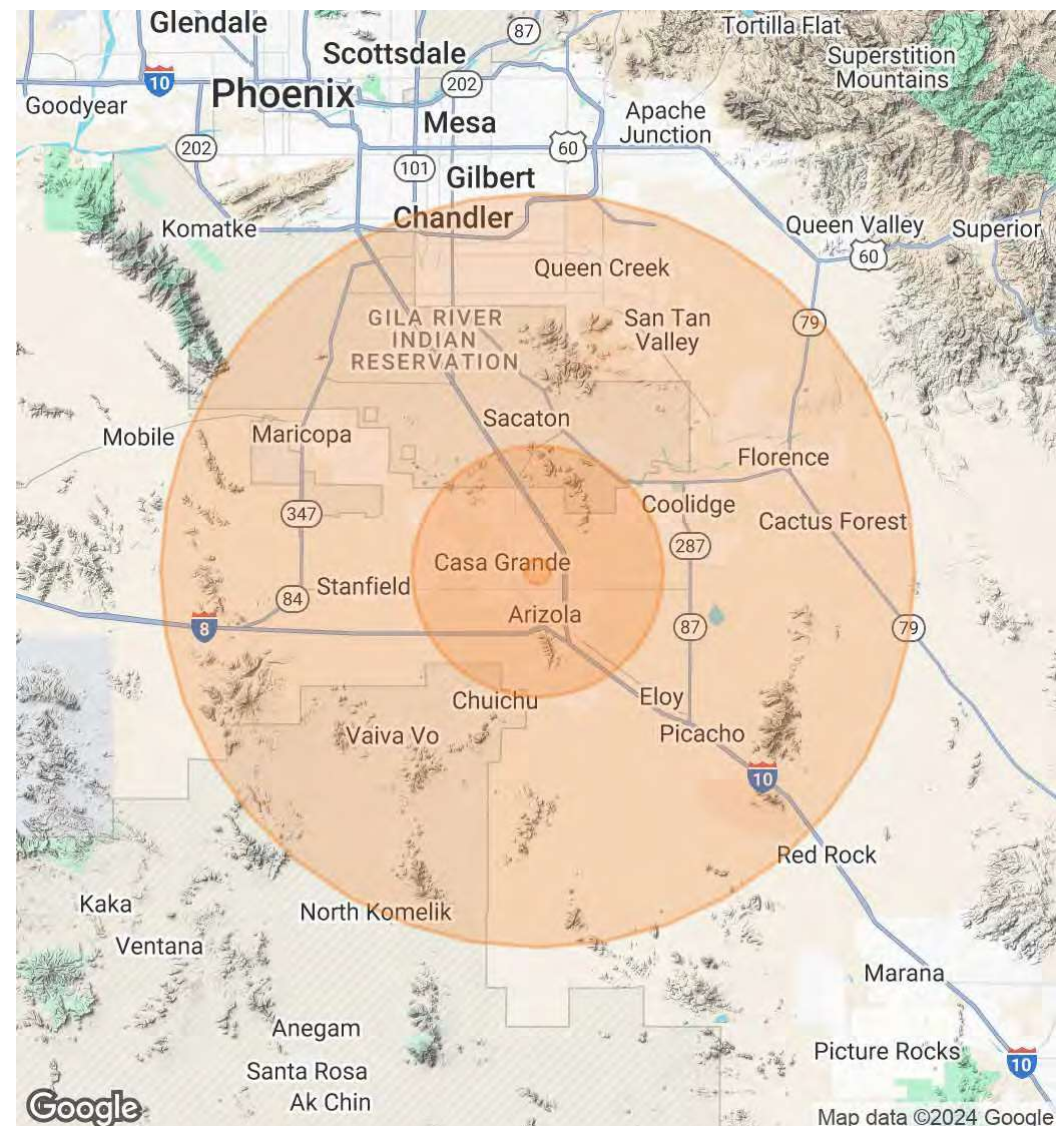 Glendale
Tortilla Flat
87
Scottsdale
Superstition
Mountains
10
202
Phoenix
Goodyear
Apache
Junction
Mesa
202
60
101
Gilbert
Chandler
Komatke
Queen Valley
Superior
60
Queen Creek
GILA RIVER
INDIAN
RESERVATION
San Tan
Valley
79
Sacaton
Mobile
Maricopa
Florence
Coolidge
347
Cactus Forest
287
Casa Grande
Stanfield
84
Arizola
8
87
79
Eloy
Chuichu
Vaiva Vo
Picacho
10
Red Rock
Kaka
North Komelik
Ventana
Marana
Anegam
Picture Rocks
Santa Rosa
10
Ak Chin
Google
Map data ©2024 Google